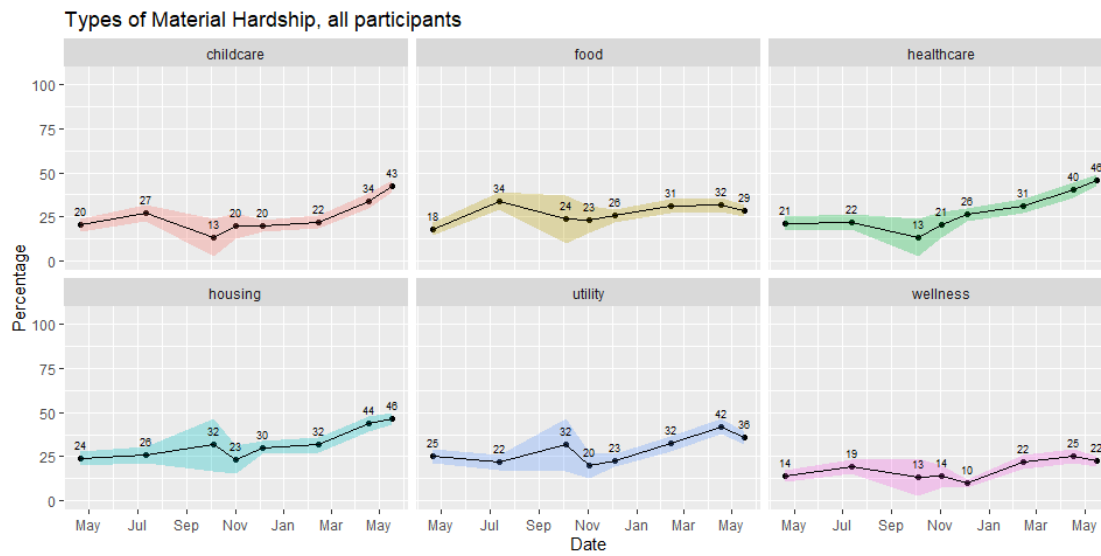 Types of Material Hardship, all participants
childcare food healthcare
100
75
50
25
0
20 27 13 20 20 22 34 43
18 34 24 23 26 31 32 29
21 22 13 21 26 31 40 46
housing utility wellness
100
75
50
25
0
24 26 32 23 30 32 44 46
25 22 32 20 23 32 42 36
14 19 13 14 10 22 25 22
May Jul Sep Nov Jan Mar May May Jul Sep Nov Jan Mar May May Jul Sep Nov Jan Mar May
Percentage
Date